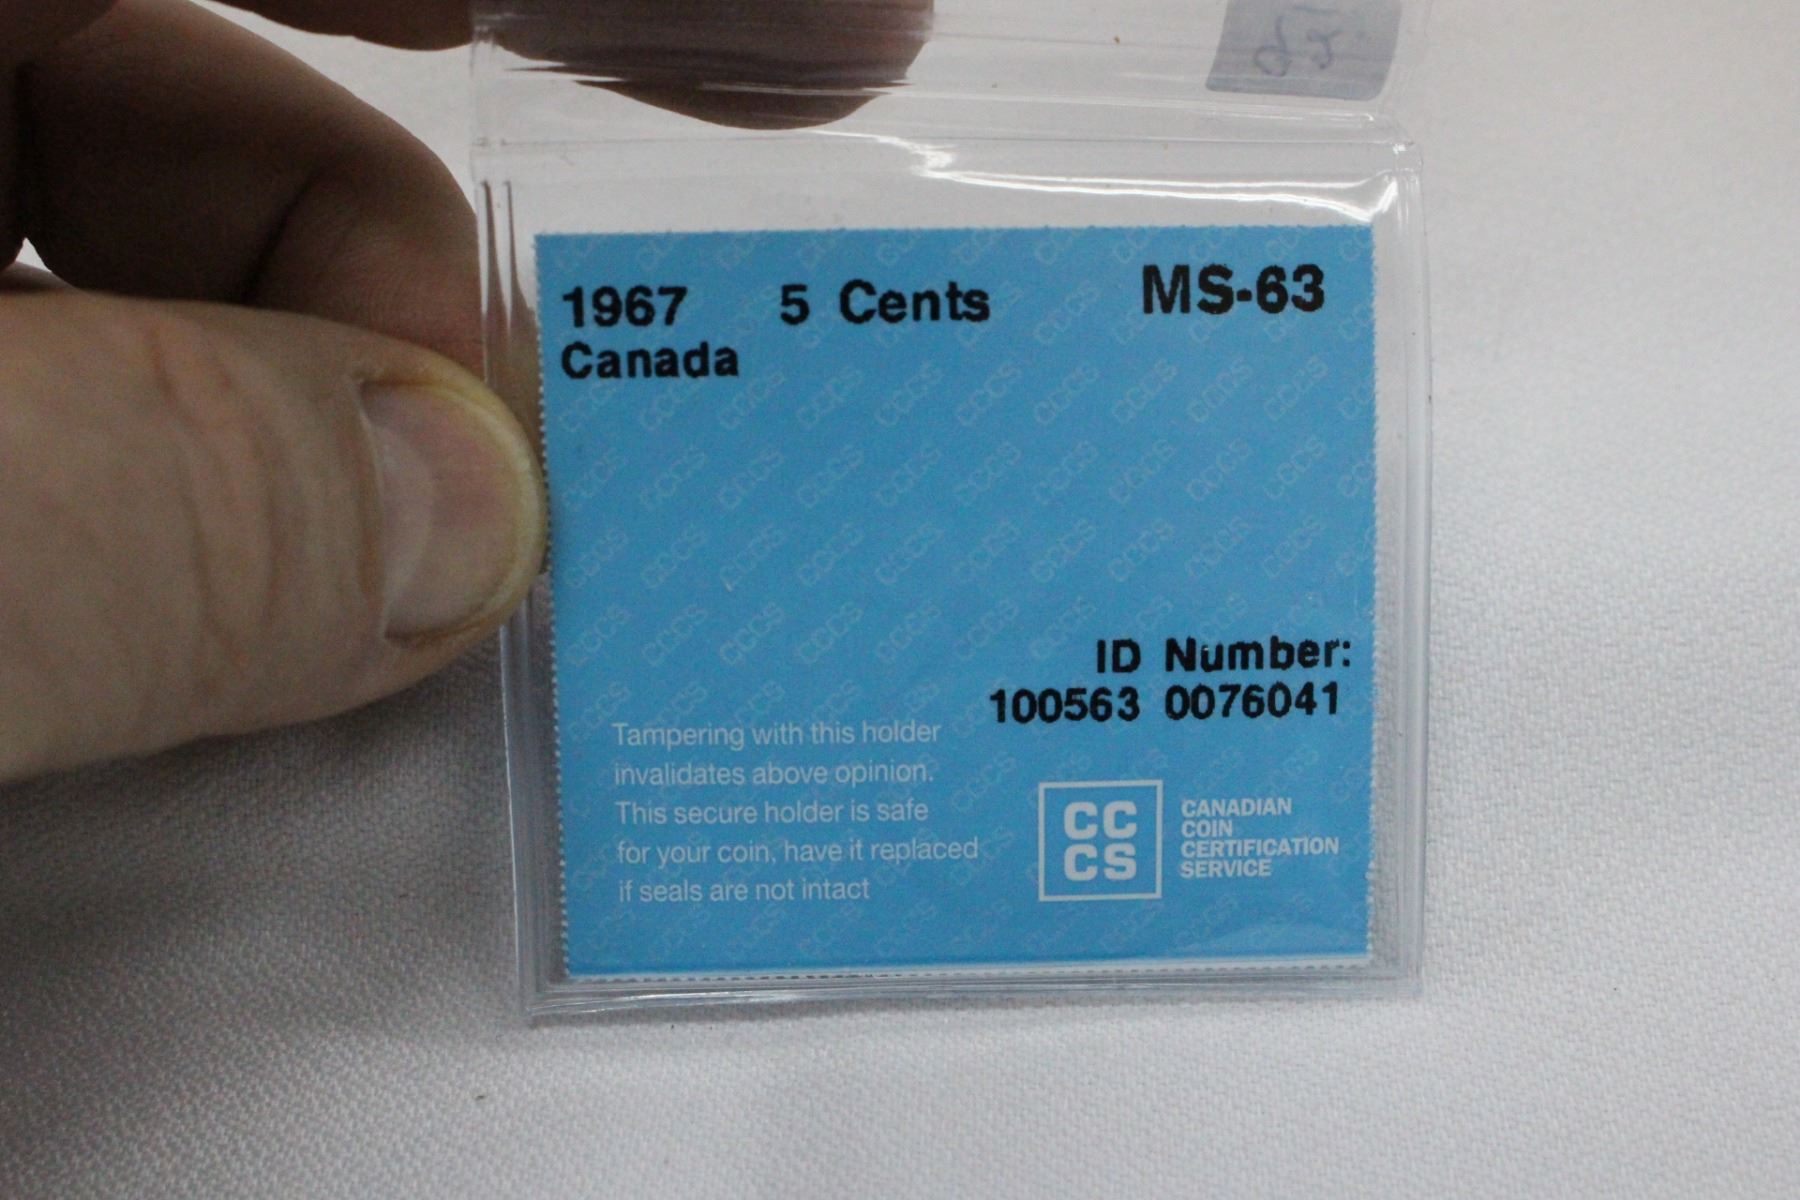 1967 5 Cents MS-63
Canada
ID Number:
100563 0076041
Tampering with this holder
invalidates above opinion.
This secure holder is safe
for your coin, have it replaced
if seals are not intact
CC
CS
CANADIAN
COIN
CERTIFICATION
SERVICE